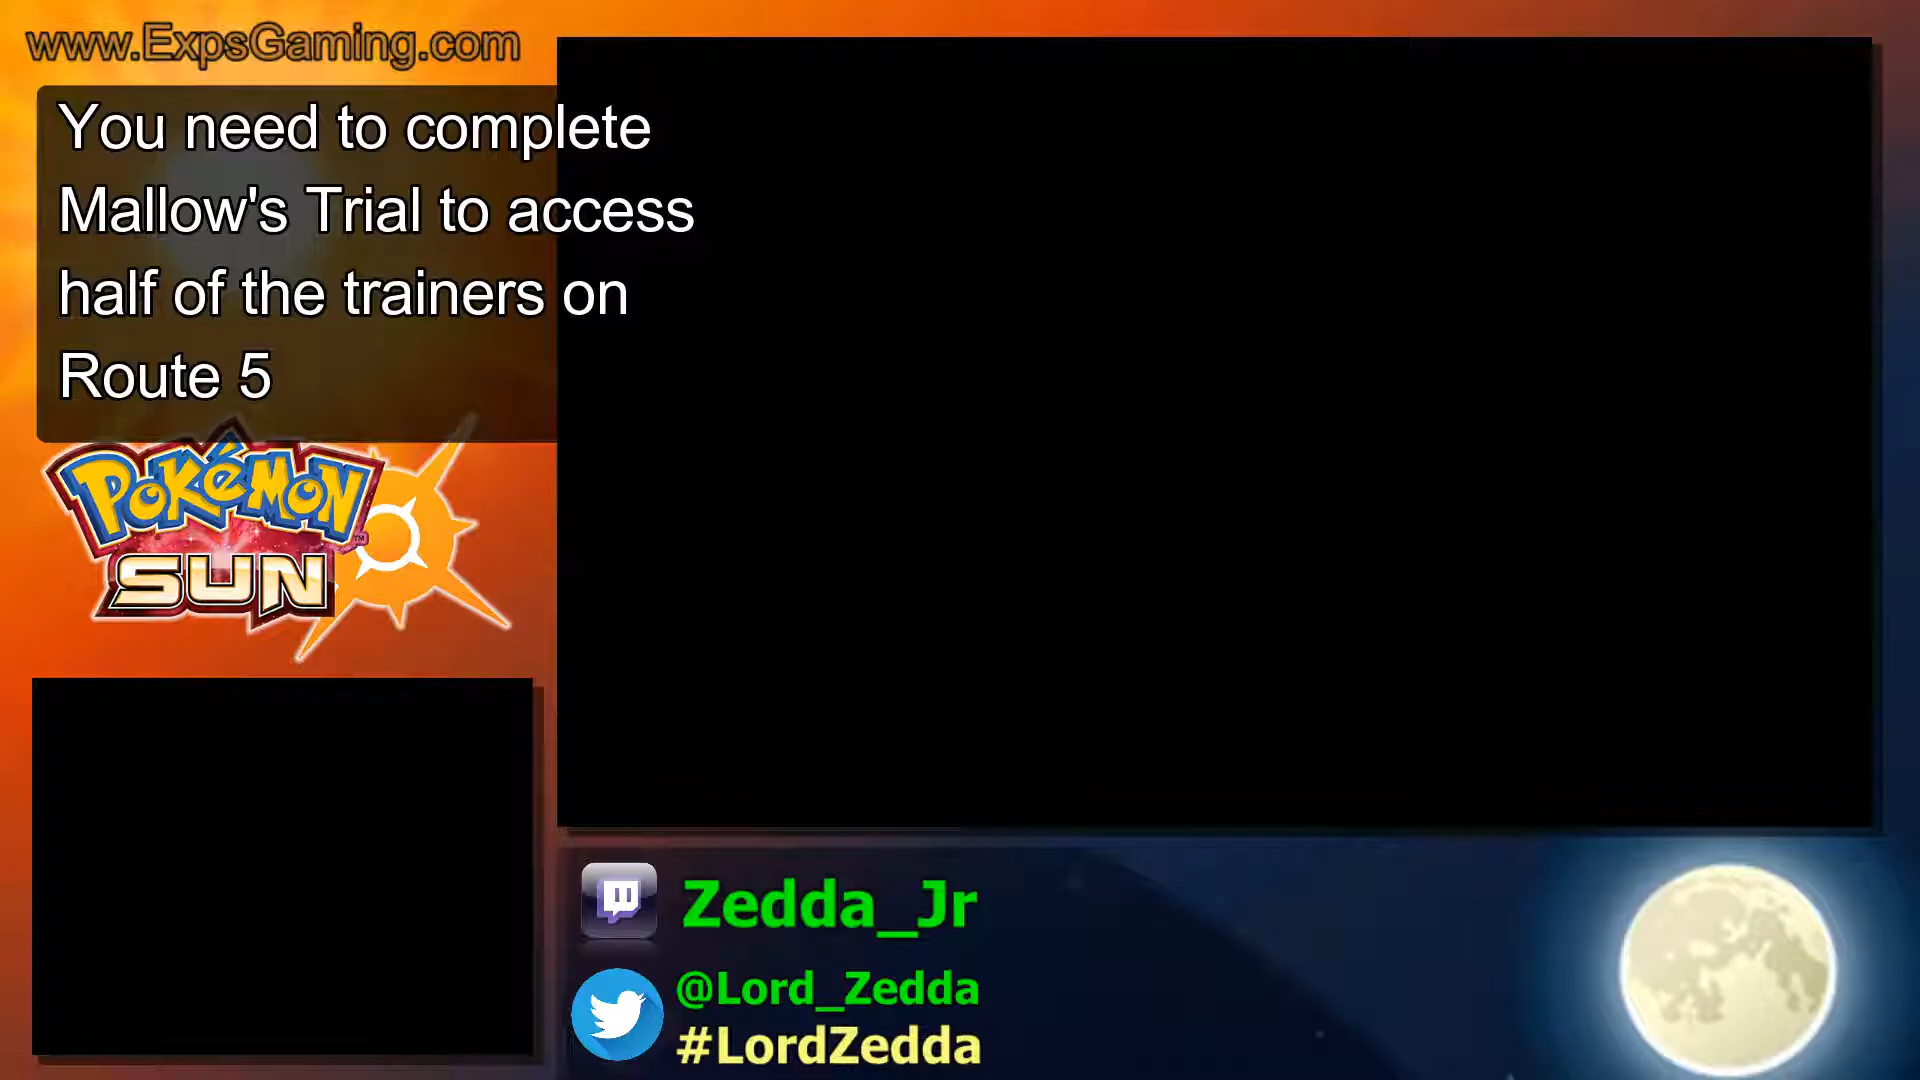 www.ExpsGaming.com
You need to complete
Mallow's Trial to access
half of the trainers on
Route 5
POKéMON
TM
SUN
Zedda_Jr
@Lord_Zedda
#LordZedda